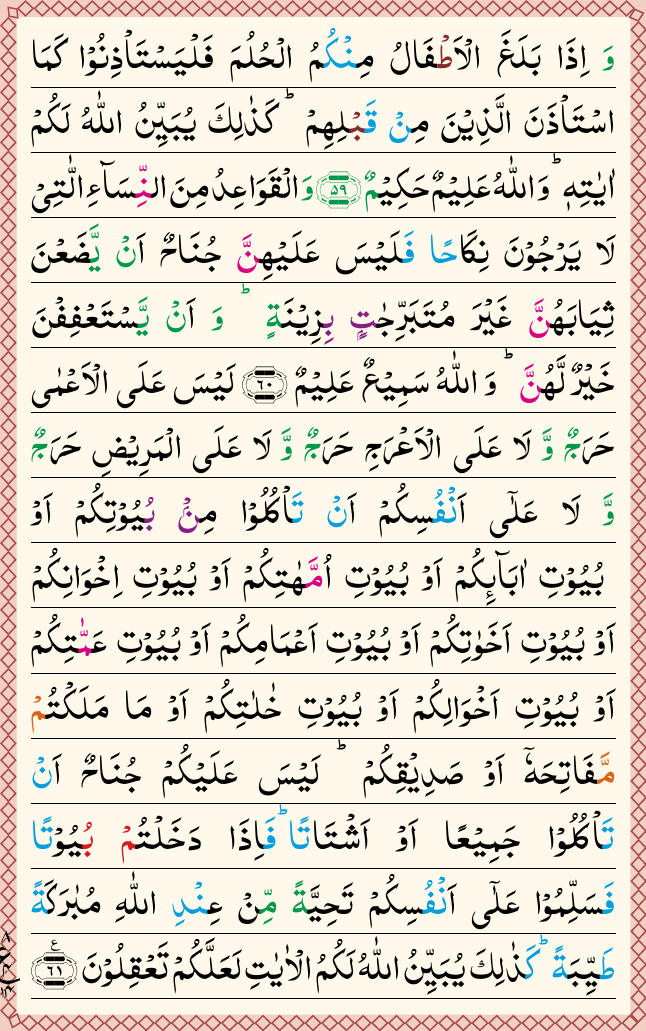 وَ اِذَا بَلَغَ الْاَطْفَالُ مِنْكُمُ الْحُلُمَ فَلْیَسْتَاْذِنُوْا كَمَا
اسْتَاْذَنَ الَّذِیْنَ مِنْ قَبْلِهِمْ ؕ كَذٰلِكَ یُبَیِّنُ اللّٰهُ لَكُمْ
اٰیٰتِهٖ ؕ وَ اللّٰهُ عَلِیْمٌ حَكِیْمٌ ﴿۵۹﴾ وَ الْقَوَاعِدُ مِنَ النِّسَآءِ الّٰتِیْ
لَا یَرْجُوْنَ نِكَاحًا فَلَیْسَ عَلَیْهِنَّ جُنَاحٌ اَنْ یَّضَعْنَ
ثِیَابَهُنَّ غَیْرَ مُتَبَرِّجٰتٍۭ بِزِیْنَةٍ ؕ وَ اَنْ یَّسْتَعْفِفْنَ
خَیْرٌ لَّهُنَّ ؕ وَ اللّٰهُ سَمِیْعٌ عَلِیْمٌ ﴿۶۰﴾ لَیْسَ عَلَی الْاَعْمٰی
حَرَجٌ وَّ لَا عَلَی الْاَعْرَجِ حَرَجٌ وَّ لَا عَلَی الْمَرِیْضِ حَرَجٌ
وَّ لَا عَلٰۤی اَنْفُسِكُمْ اَنْ تَاْكُلُوْا مِنْۢ بُیُوْتِكُمْ اَوْ
بُیُوْتِ اٰبَآىِٕكُمْ اَوْ بُیُوْتِ اُمَّهٰتِكُمْ اَوْ بُیُوْتِ اِخْوَانِكُمْ
اَوْ بُیُوْتِ اَخَوٰتِكُمْ اَوْ بُیُوْتِ اَعْمَامِكُمْ اَوْ بُیُوْتِ عَمّٰتِكُمْ
اَوْ بُیُوْتِ اَخْوَالِكُمْ اَوْ بُیُوْتِ خٰلٰتِكُمْ اَوْ مَا مَلَكْتُمْ
مَّفَاتِحَهٗۤ اَوْ صَدِیْقِكُمْ ؕ لَیْسَ عَلَیْكُمْ جُنَاحٌ اَنْ
تَاْكُلُوْا جَمِیْعًا اَوْ اَشْتَاتًا ؕ فَاِذَا دَخَلْتُمْ بُیُوْتًا
فَسَلِّمُوْا عَلٰۤی اَنْفُسِكُمْ تَحِیَّةً مِّنْ عِنْدِ اللّٰهِ مُبٰرَكَةً
طَیِّبَةً ؕ كَذٰلِكَ یُبَیِّنُ اللّٰهُ لَكُمُ الْاٰیٰتِ لَعَلَّكُمْ تَعْقِلُوْنَ ﴿۶۱﴾